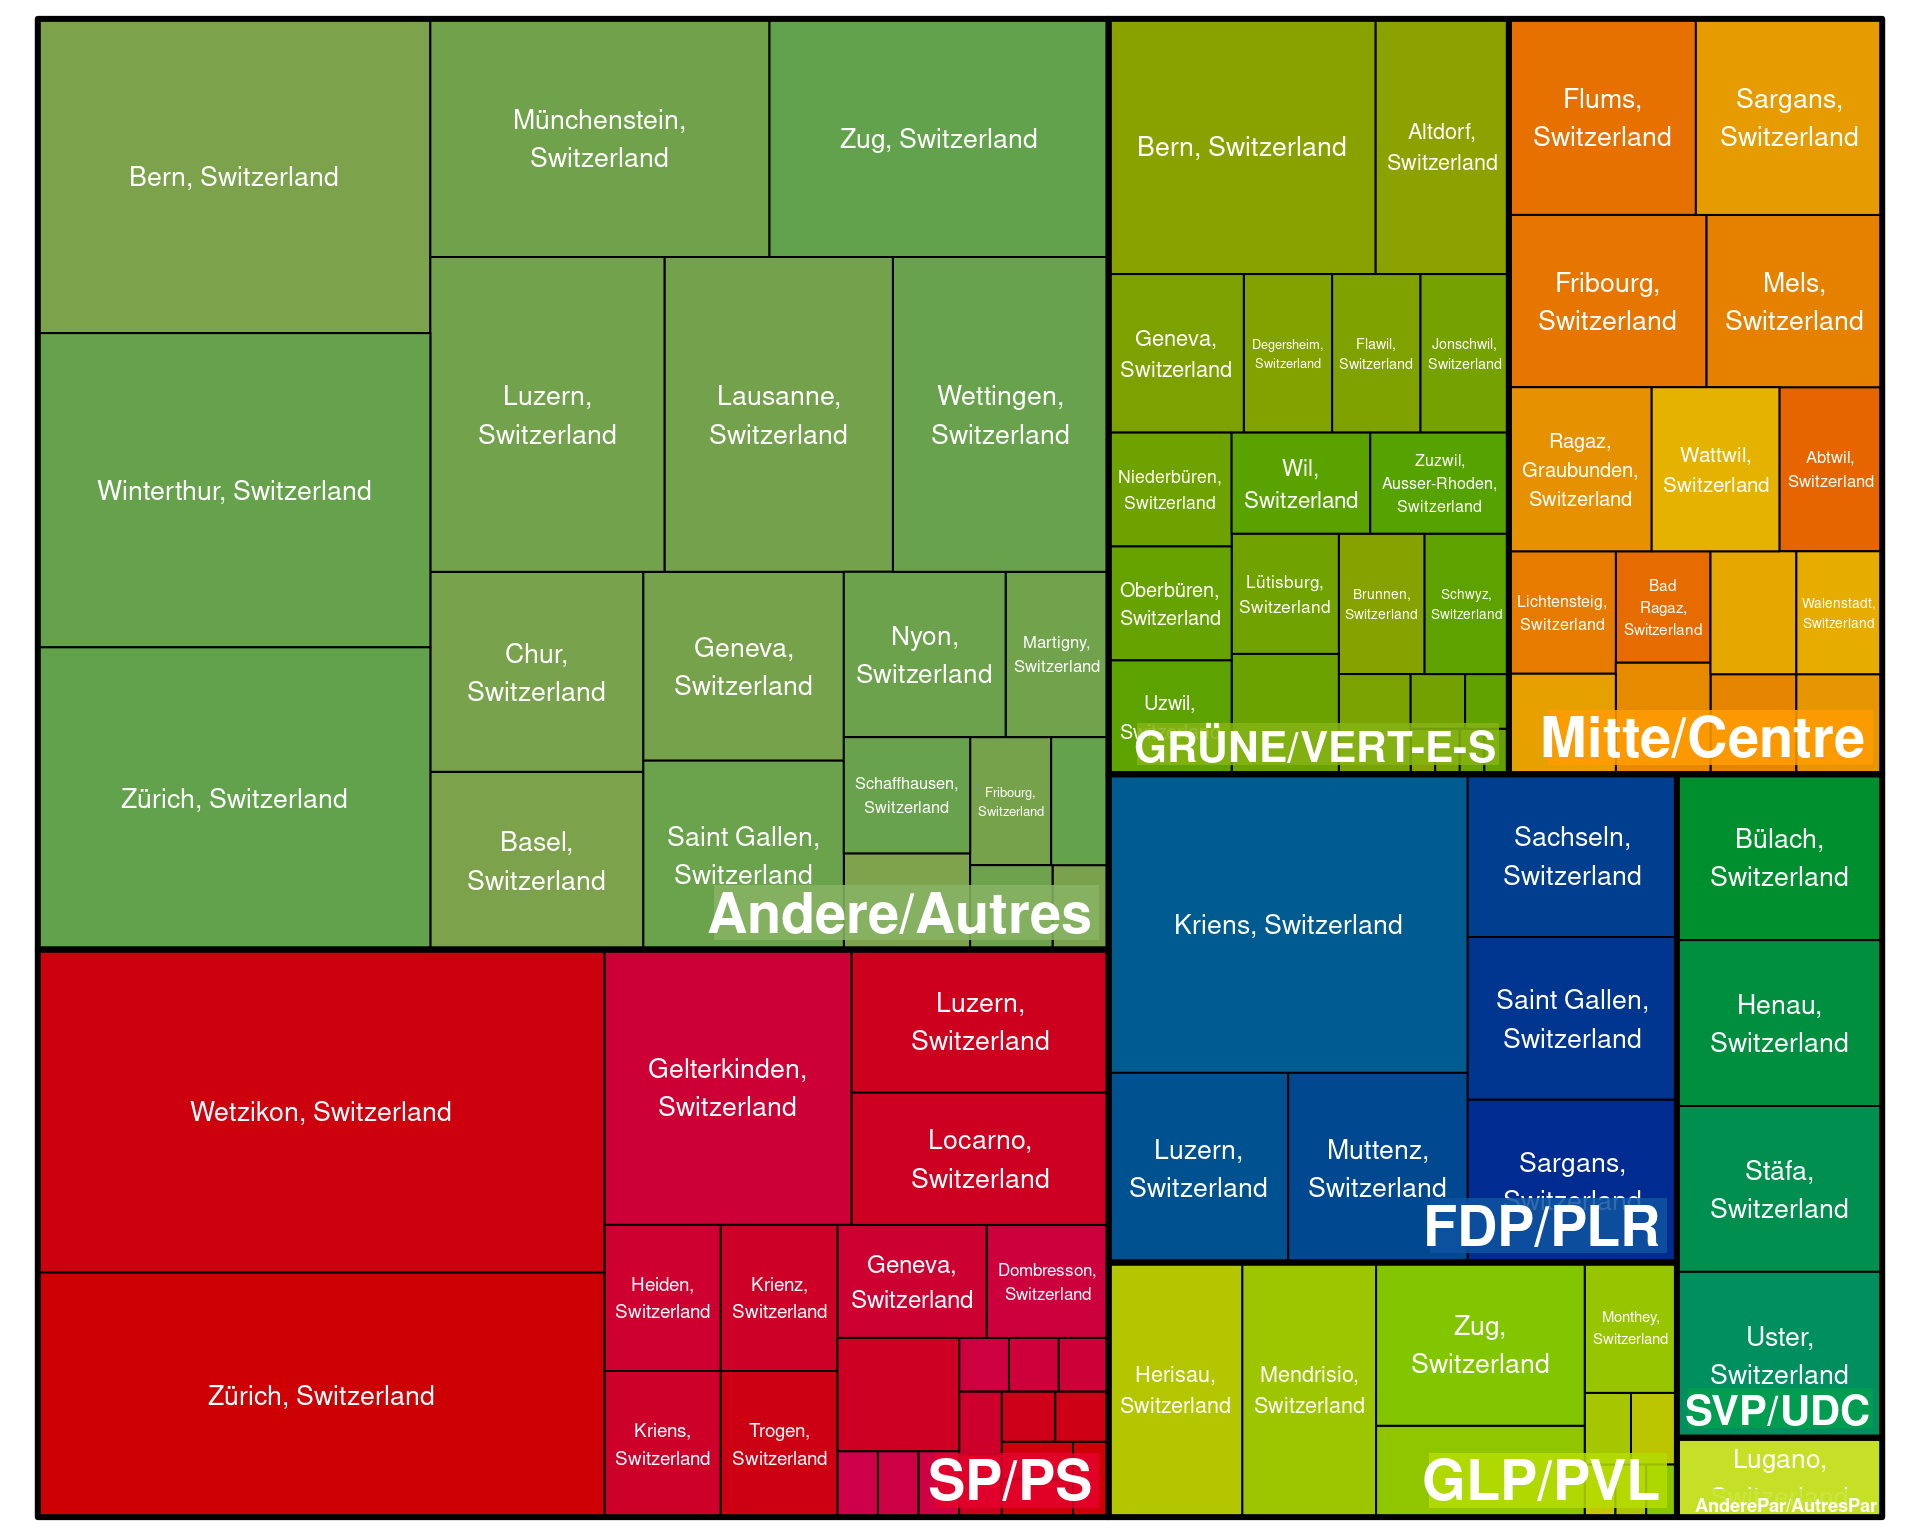 Bern, Switzerland
Winterthur, Switzerland
Zürich, Switzerland
Münchenstein,
Switzerland
Zug, Switzerland
Luzern,
Switzerland
Lausanne,
Switzerland
Wettingen,
Switzerland
Chur,
Switzerland
Basel,
Switzerland
Geneva,
Switzerland
Saint Gallen,
Switzerland
Nyon,
Switzerland
Martigny,
Switzerland
Schaffhausen,
Switzerland
Fribourg,
Switzerland
Andere/Autres
Wetzikon, Switzerland
Zürich, Switzerland
Gelterkinden,
Switzerland
Luzern,
Switzerland
Locarno,
Switzerland
Heiden,
Switzerland
Krienz,
Switzerland
Kriens,
Switzerland
Trogen,
Switzerland
Geneva,
Switzerland
Dombresson,
Switzerland
SP/PS
Bern, Switzerland
Altdorf,
Switzerland
Geneva,
Switzerland
Degersheim,
Switzerland
Flawil,
Switzerland
Jonschwil,
Switzerland
Niederbüren,
Switzerland
Oberbüren,
Switzerland
Uzwil,
Switzerland
Wil,
Switzerland
Zuzwil,
Ausser-Rhoden,
Switzerland
Lütisburg,
Switzerland
Brunnen,
Switzerland
Schwyz,
Switzerland
GRÜNE/VERT-E-S
Flums,
Switzerland
Sargans,
Switzerland
Fribourg,
Switzerland
Mels,
Switzerland
Ragaz,
Graubunden,
Switzerland
Wattwil,
Switzerland
Abtwil,
Switzerland
Lichtensteig,
Switzerland
Bad
Ragaz,
Switzerland
Walenstadt,
Switzerland
Mitte/Centre
Kriens, Switzerland
Luzern,
Switzerland
Muttenz,
Switzerland
Sachseln,
Switzerland
Saint Gallen,
Switzerland
Sargans,
Switzerland
FDP/PLR
Bülach,
Switzerland
Henau,
Switzerland
Stäfa,
Switzerland
Uster,
Switzerland
SVP/UDC
Herisau,
Switzerland
Mendrisio,
Switzerland
Zug,
Switzerland
Monthey,
Switzerland
GLP/PVL
Lugano,
AnderePar/AutresPar